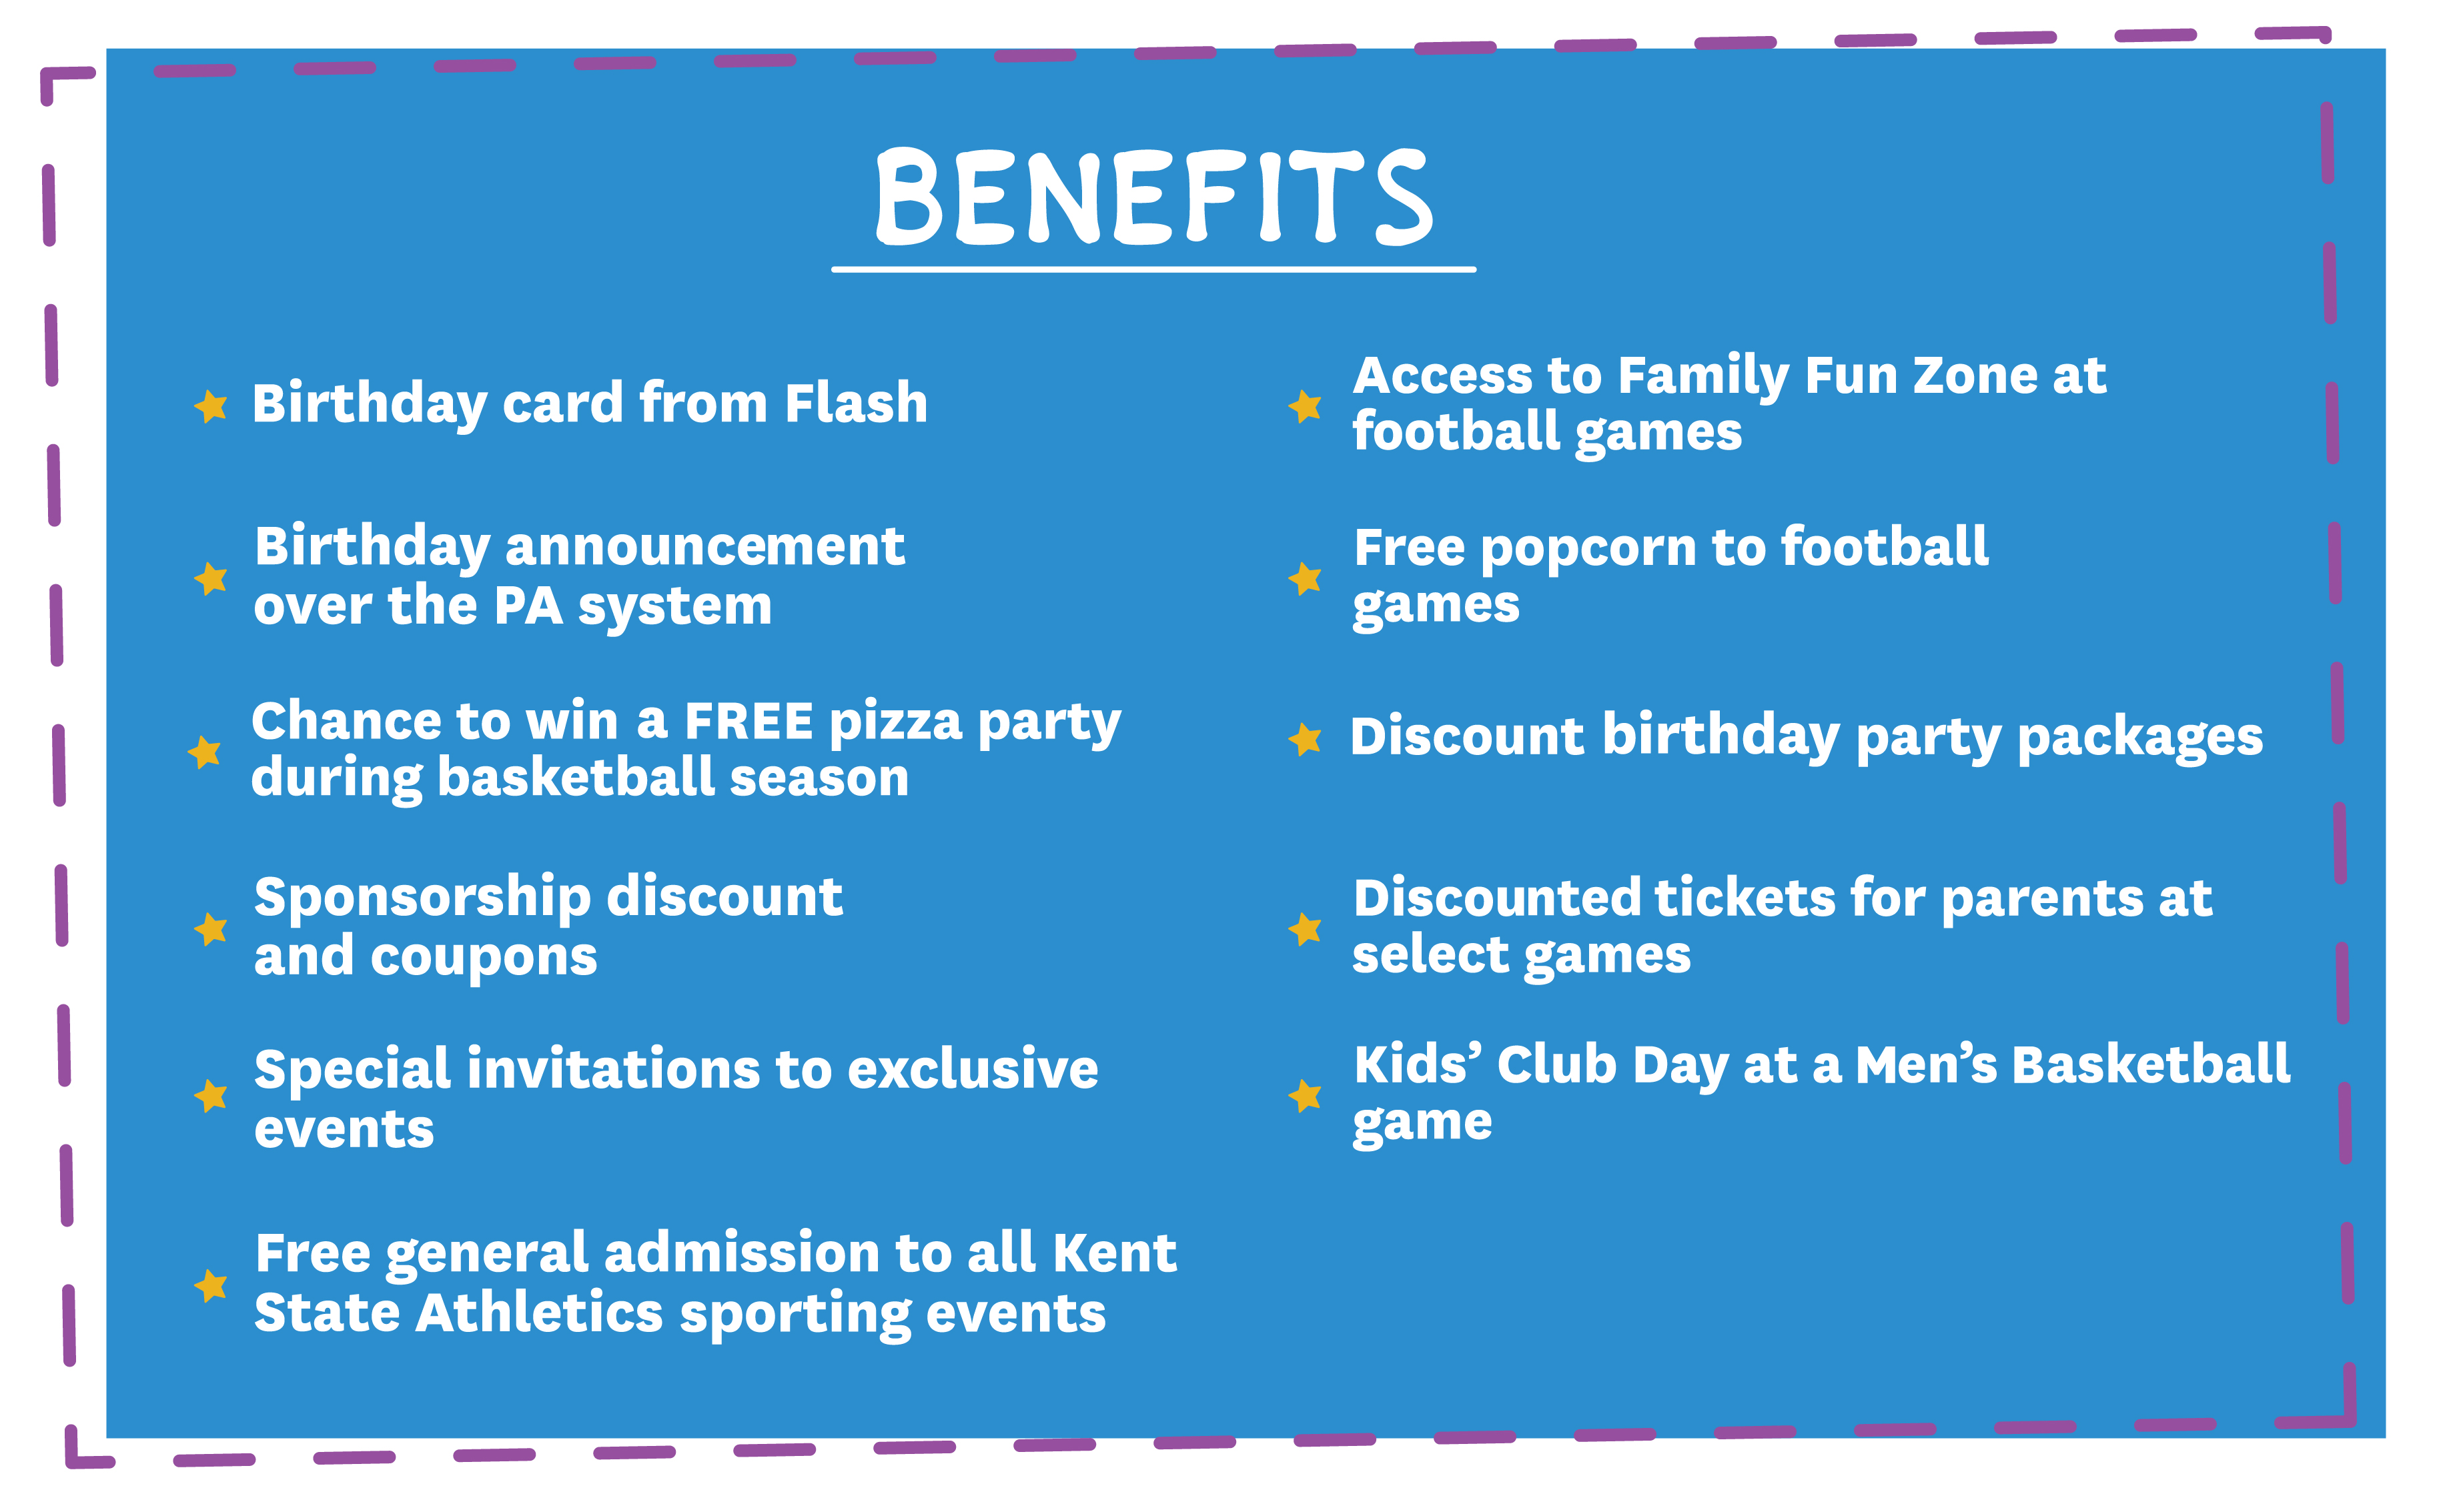 BENEFITS
Birthday card from Flash
Birthday announcement
over the PA system
Chance to win a FREE pizza party
during basketball season
Sponsorship discount
and coupons
Special invitations to exclusive
events
Free general admission to all Kent
State Athletics sporting events
Access to Family Fun Zone at
football games
Free popcorn to football
games
Discount birthday party packages
Discounted tickets for parents at
select games
Kids’ Club Day at a Men’s Basketball
game